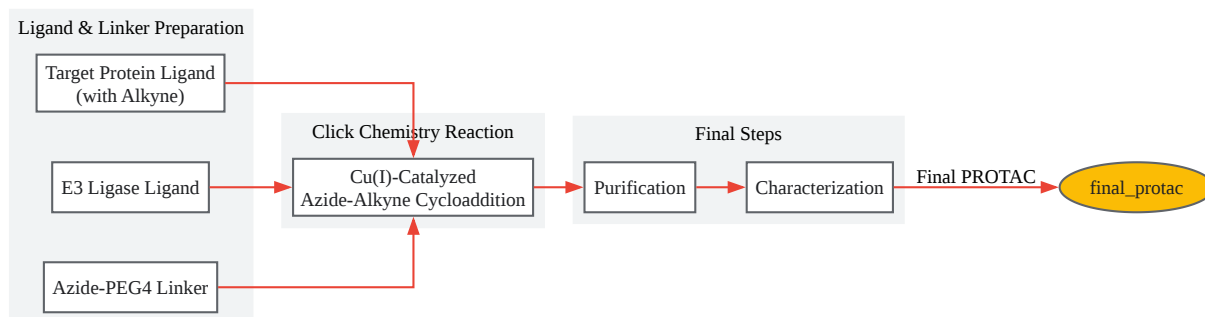 Ligand & Linker Preparation
Target Protein Ligand
(with Alkyne)
E3 Ligase Ligand
Azide-PEG4 Linker
Click Chemistry Reaction
Cu(I)-Catalyzed
Azide-Alkyne Cycloaddition
Final Steps
Purification
Characterization
Final PROTAC
final_protac